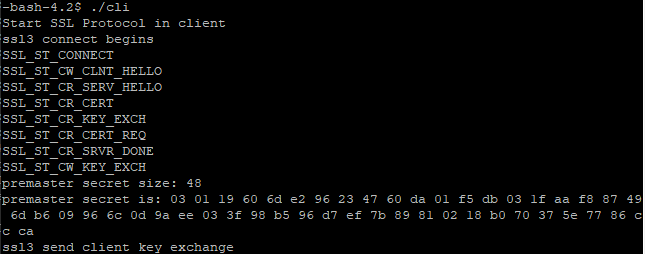 -bash-4.2$ ./cli
Start SSL Protocol in client
ssl3 connect begins
SSL_ST_CONNECT
SSL_ST_CW_CLNT_HELLO
SSL_ST_CR_SERV_HELLO
SSL_ST_CR_CERT
SSL_ST_CR_KEY_EXCH
SSL_ST_CR_CERT_REQ
SSL_ST_CR_SRVR_DONE
SSL_ST_CW_KEY_EXCH
premaster secret size: 48
premaster secret is: 03 01 19 60 6d e2 96 23 47 60 da 01 f5 db 03 1f aa f8 87 49
6d b6 09 96 6c 0d 9a ee 03 3f 98 b5 96 d7 ef 7b 89 81 02 18 b0 70 37 5e 77 86 c
c ca
ssl3 send client key exchange